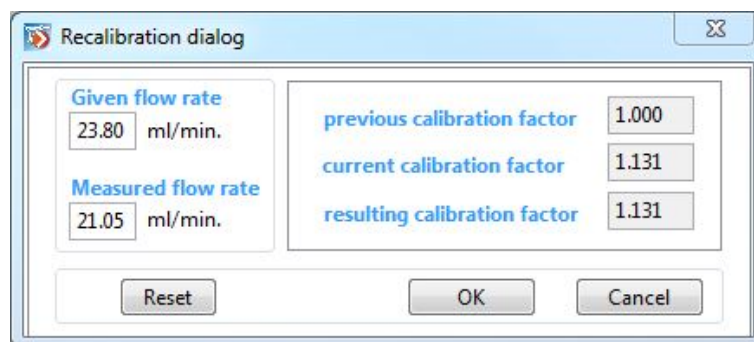 Recalibration dialog
Given flow rate
23.80 ml/min.
Measured flow rate
21.05 ml/min.
previous calibration factor 1.000
current calibration factor 1.131
resulting calibration factor 1.131
Reset OK Cancel